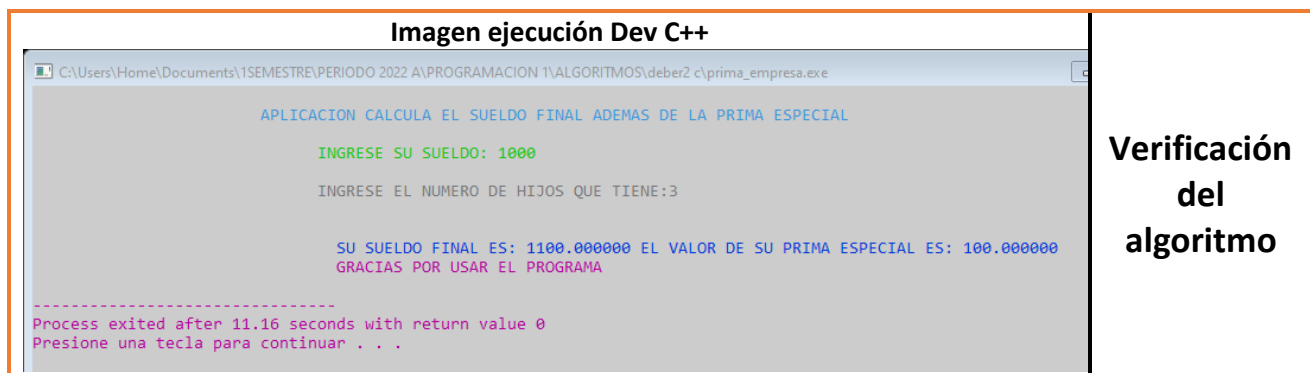 Imagen ejecución Dev C++
C:\Users\Home\Documents\1SEMESTRE\PERIODO 2022 A\PROGRAMACION 1\ALGORITMOS\deber2 c\prima_empresa.exe
APLICACION CALCULA EL SUELDO FINAL ADEMAS DE LA PRIMA ESPECIAL
INGRESE SU SUELDO: 1000
INGRESE EL NUMERO DE HIJOS QUE TIENE:3
SU SUELDO FINAL ES: 1100.000000 EL VALOR DE SU PRIMA ESPECIAL ES: 100.000000
GRACIAS POR USAR EL PROGRAMA
--------------------------------
Process exited after 11.16 seconds with return value 0
Presione una tecla para continuar . . .
Verificación
del
algoritmo